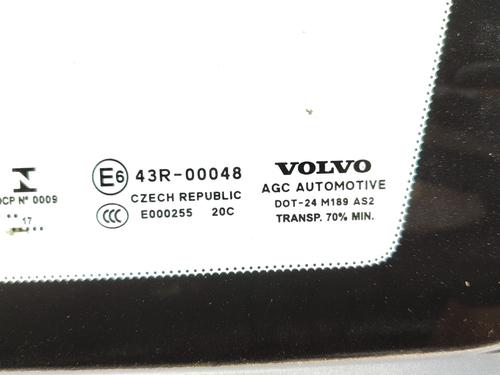 N
OCP N° 0009
17
E6 43R-00048
CZECH REPUBLIC
CCC E000255 20C
VOLVO
AGC AUTOMOTIVE
DOT-24 M189 AS2
TRANSP. 70% MIN.